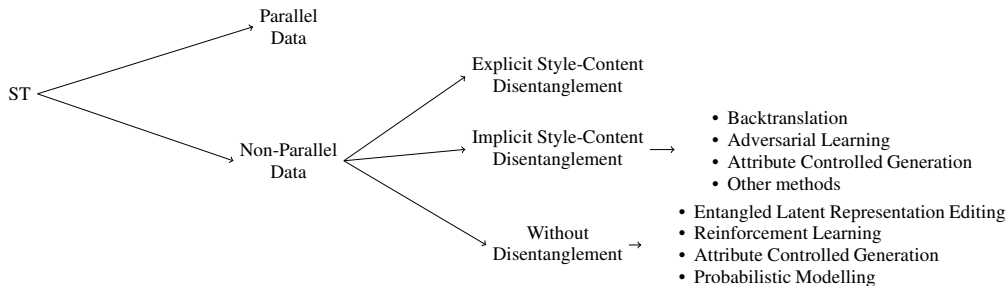 ST
Parallel
Data
Non-Parallel
Data
Explicit Style-Content
Disentanglement
Implicit Style-Content
Disentanglement
• Backtranslation
• Adversarial Learning
• Attribute Controlled Generation
• Other methods
Without
Disentanglement
• Entangled Latent Representation Editing
• Reinforcement Learning
• Attribute Controlled Generation
• Probabilistic Modelling